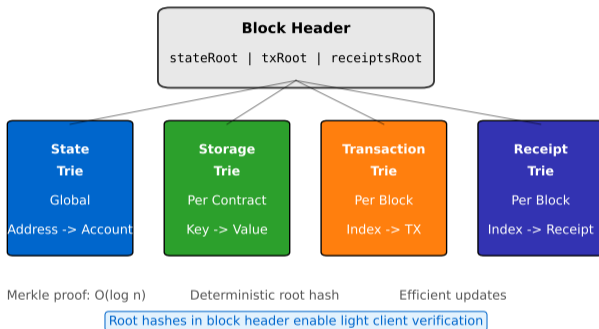 Block Header
stateRoot | txRoot | receiptsRoot
State
Trie
Global
Address -> Account
Storage
Trie
Per Contract
Key -> Value
Transaction
Trie
Per Block
Index -> TX
Receipt
Trie
Per Block
Index -> Receipt
Merkle proof: O(log n)
Deterministic root hash
Efficient updates
Root hashes in block header enable light client verification